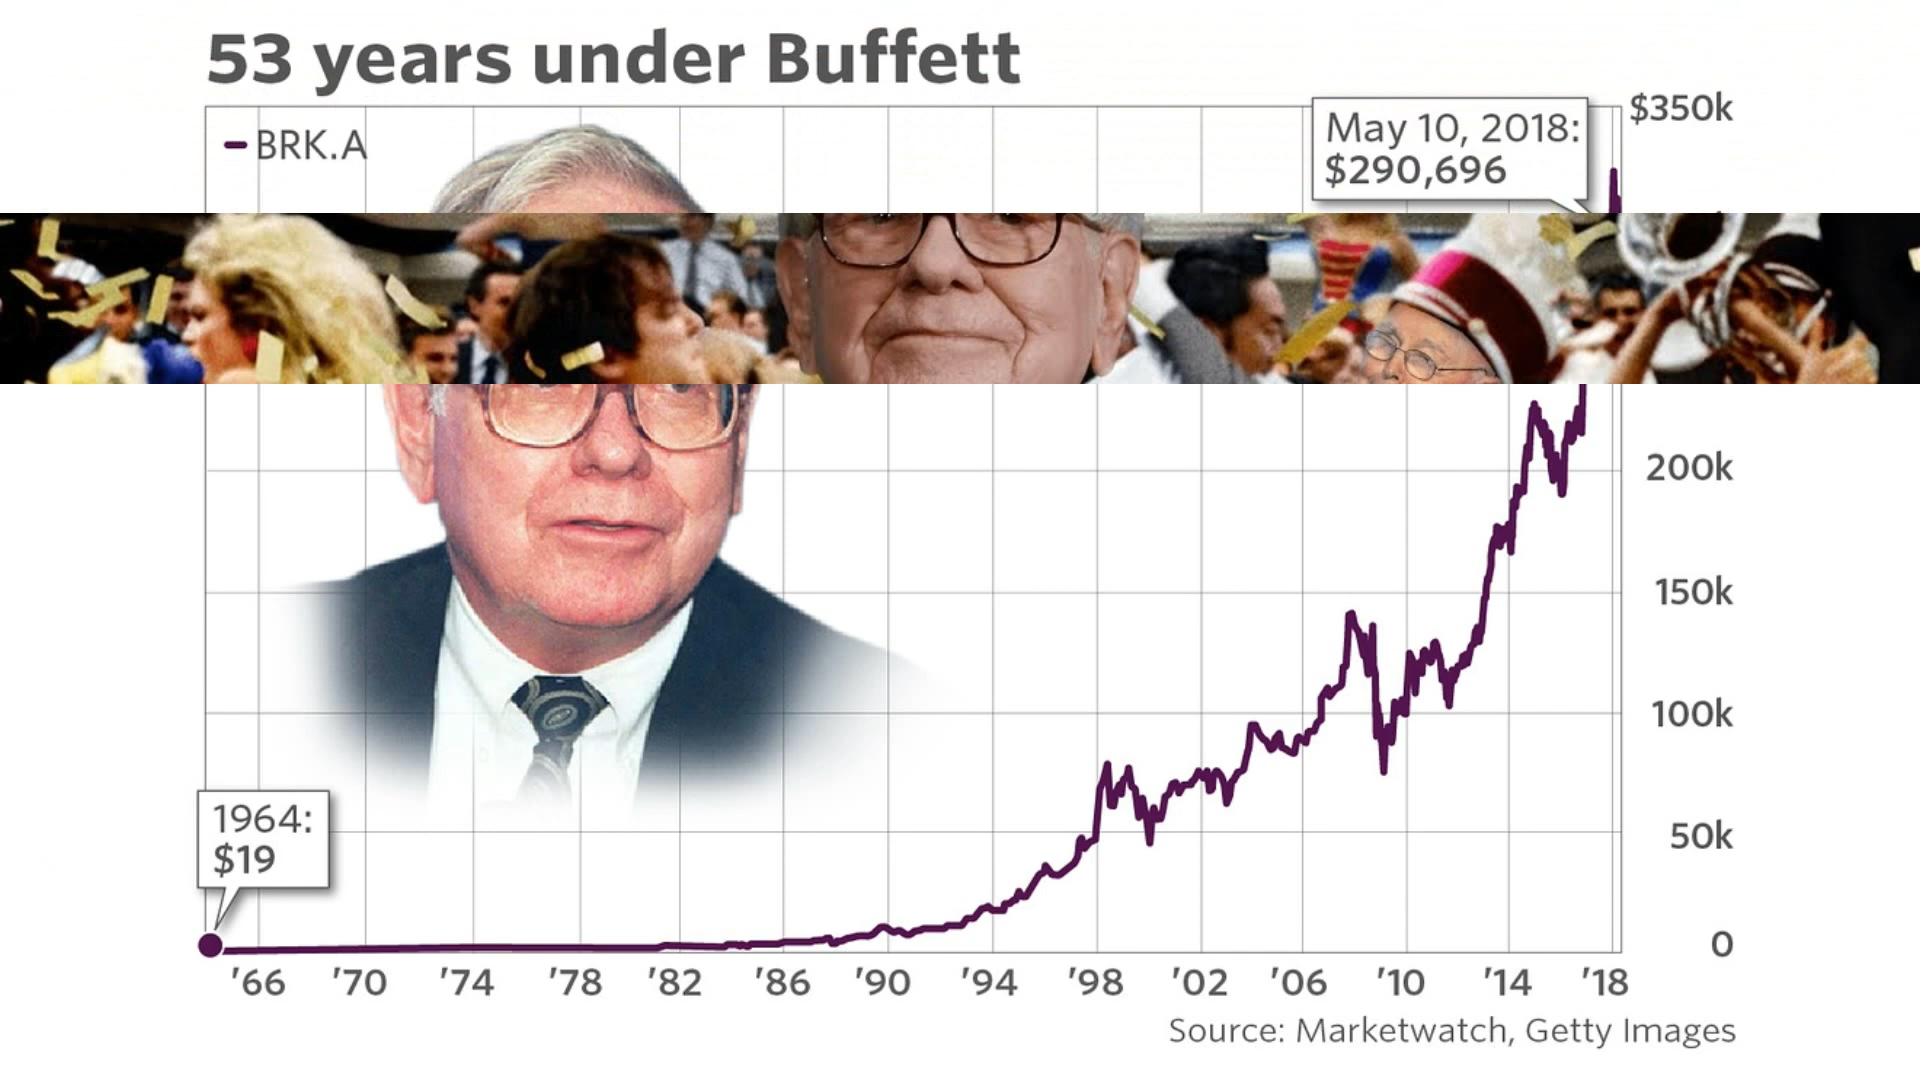 53 years under Buffett
BRK.A
May 10, 2018:
$290,696
$350k
200k
150k
100k
50k
0
1964:
$19
'66 '70 '74 '78 '82 '86 '90 '94 '98 '02 '06 '10 '14 '18
Source: Marketwatch, Getty Images